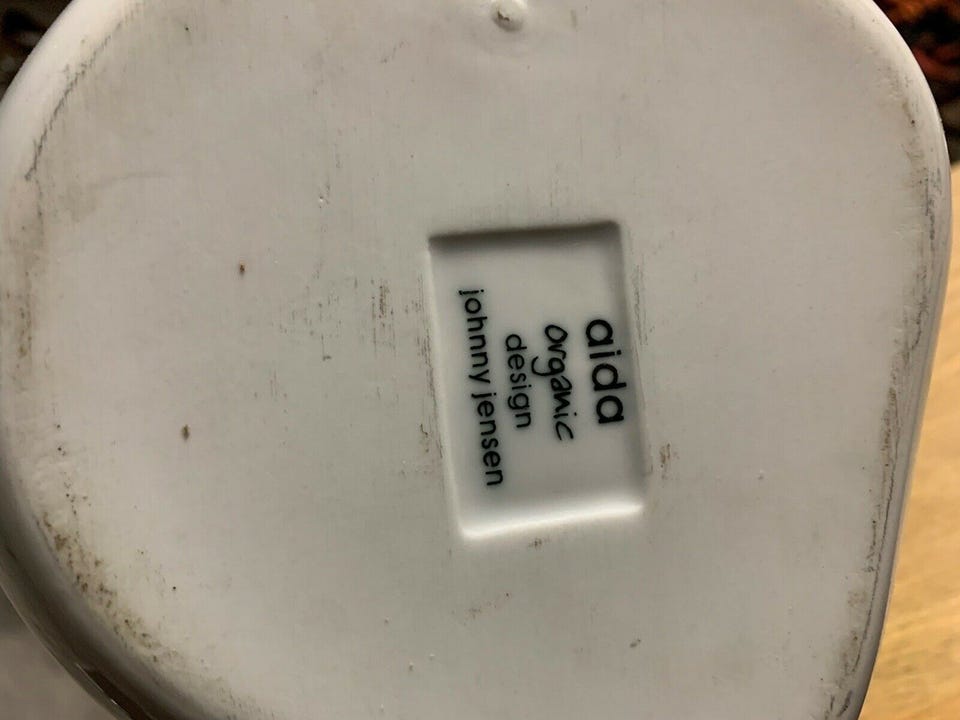 aida
organic
design
johnny jensen